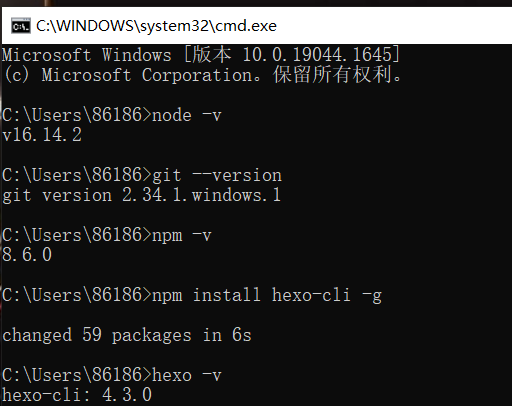 C:\WINDOWS\system32\cmd.exe
Microsoft Windows [版本 10.0.19044.1645]
(c) Microsoft Corporation。保留所有权利。
C:\Users\86186>node -v
v16.14.2
C:\Users\86186>git --version
git version 2.34.1.windows.1
C:\Users\86186>npm -v
8.6.0
C:\Users\86186>npm install hexo-cli -g
changed 59 packages in 6s
C:\Users\86186>hexo -v
hexo-cli: 4.3.0